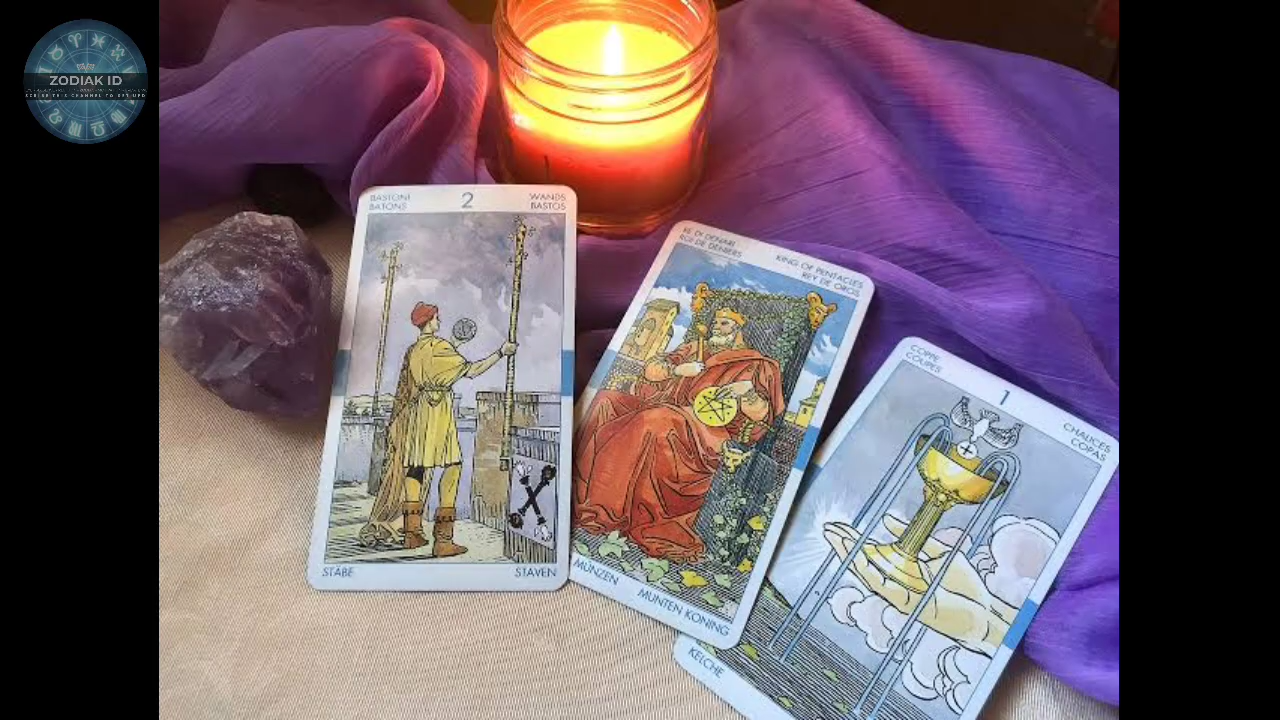 ZODIAK ID
BASTONI
BATONS
2
WANDS
BASTOS
STÄBE
STAVEN
RE DI DENARI
ROI DE DENIERS
KING OF PENTACLES
REY DE OROS
MÜNZEN
MUNTEN KONING
COPPE
COUPES
1
CHALICES
COPAS
KELCHE